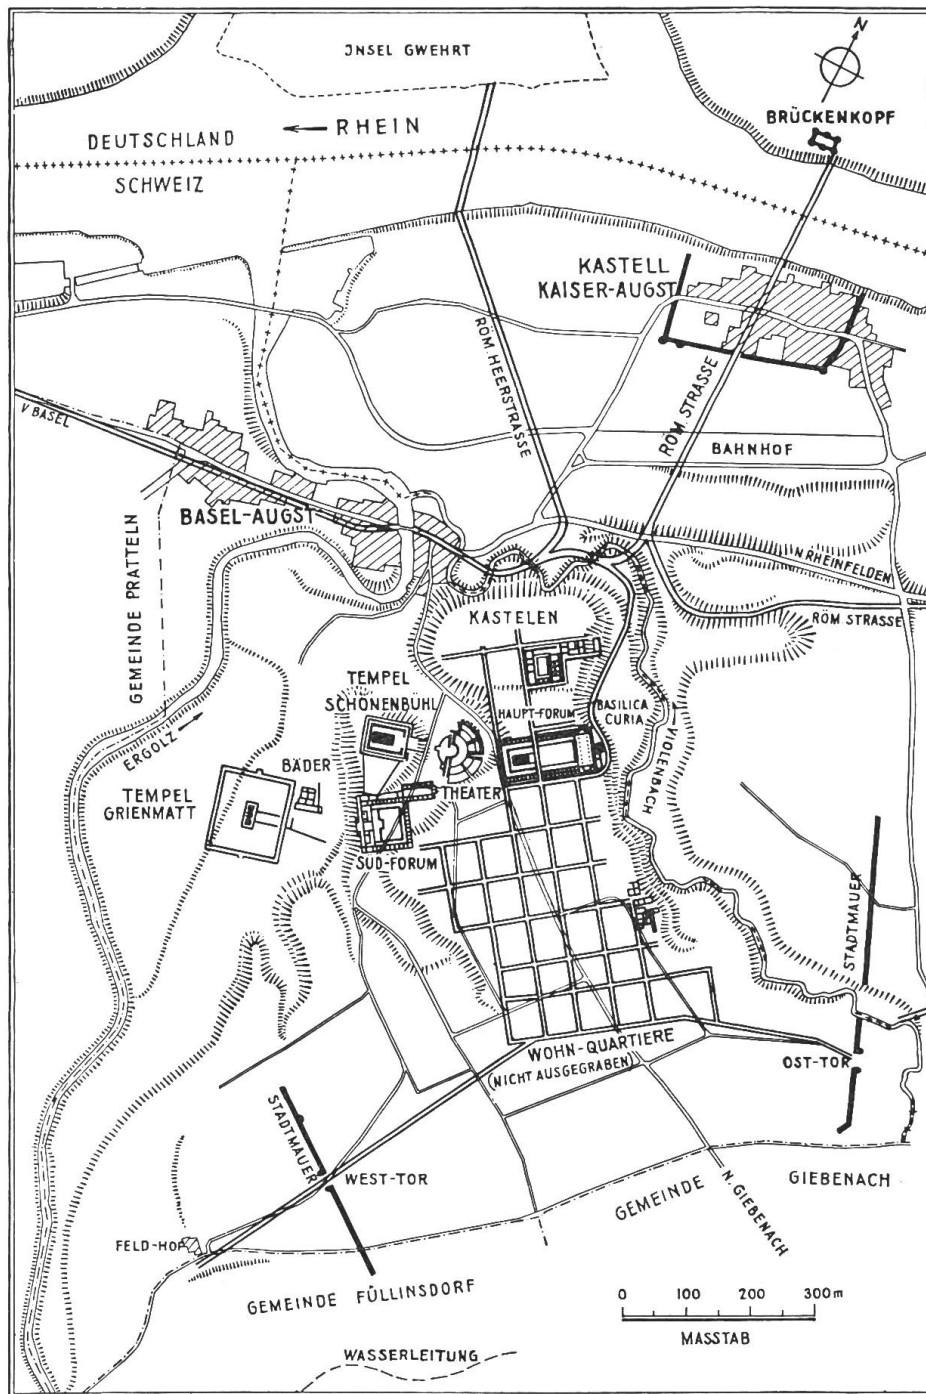 N
JNSEL GWEHRT
BRÜCKENKOPF
DEUTSCHLAND
← RHEIN
SCHWEIZ
KASTELL
KAISER-AUGST
RÖM. HEERSTRASSE
RÖM. STRASSE
V. BASEL
BAHNHOF
BASEL-AUGST
GEMEINDE PRATTELN
N. RHEINFELDEN
RÖM STRASSE
KASTELEN
TEMPEL
SCHÖNENBÜHL
HAUPT-FORUM
BASILICA
CURIA
ERGOLZ
VIOLENBACH
BÄDER
TEMPEL
GRIENMATT
THEATER
SÜD-FORUM
STADTMAUER
WOHN-QUARTIERE
(NICHT AUSGEGRABEN)
OST-TOR
STADTMAUER
WEST-TOR
GEMEINDE
GIEBENACH
N. GIEBENACH
FELD-HOF
GEMEINDE FÜLLINSDORF
0 100 200 300 m
MASSTAB
WASSERLEITUNG